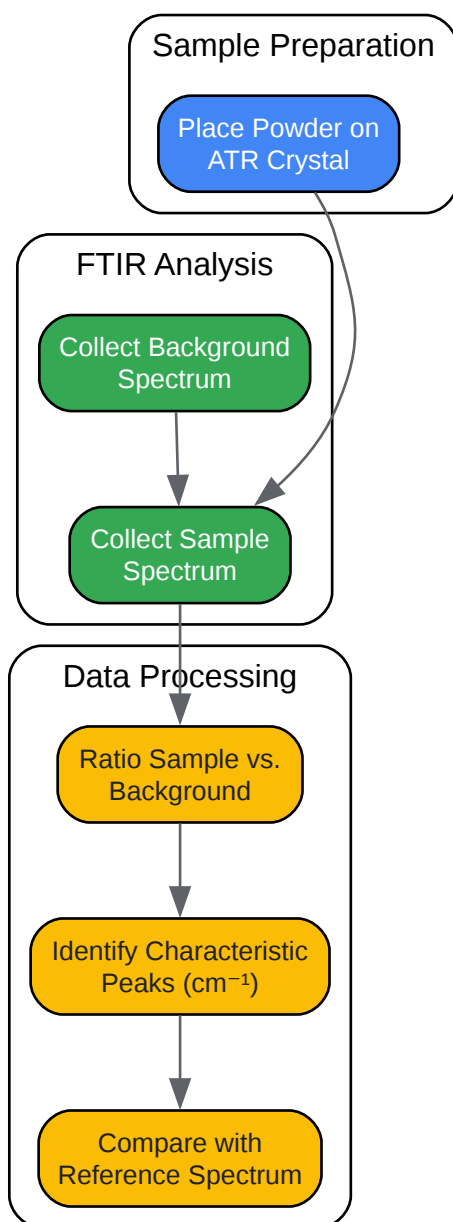 Sample Preparation
Place Powder on
ATR Crystal
FTIR Analysis
Collect Background
Spectrum
Collect Sample
Spectrum
Data Processing
Ratio Sample vs.
Background
Identify Characteristic
Peaks (cm⁻¹)
Compare with
Reference Spectrum